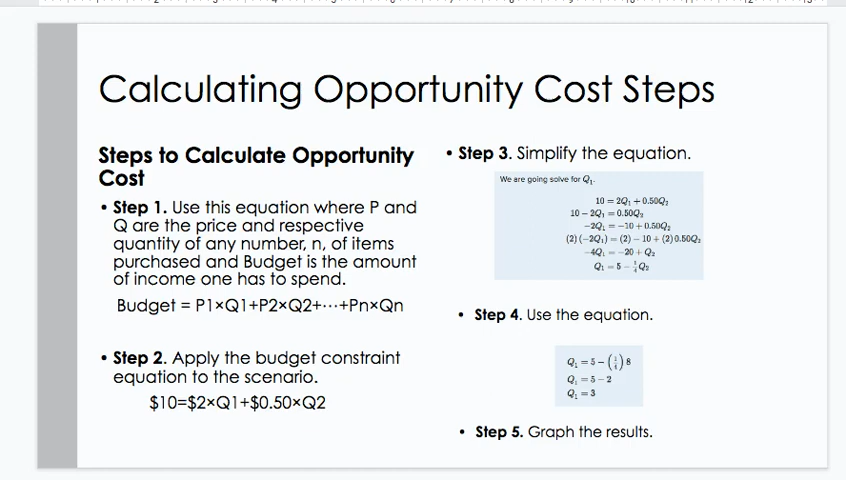 Calculating Opportunity Cost Steps
Steps to Calculate Opportunity
Cost
• Step 1. Use this equation where P and
Q are the price and respective
quantity of any number, n, of items
purchased and Budget is the amount
of income one has to spend.
Budget = P1×Q1+P2×Q2+⋯+Pn×Qn
• Step 2. Apply the budget constraint
equation to the scenario.
$10=$2×Q1+$0.50×Q2
• Step 3. Simplify the equation.
We are going solve for Q₁.
10 = 2Q₁ + 0.50Q₂
10 − 2Q₁ = 0.50Q₂
−2Q₁ = −10 + 0.50Q₂
(2)(−2Q₁) = (2) − 10 + (2)0.50Q₂
−4Q₁ = −20 + Q₂
Q₁ = 5 − ¼Q₂
• Step 4. Use the equation.
Q₁ = 5 − (¼)8
Q₁ = 5 − 2
Q₁ = 3
• Step 5. Graph the results.